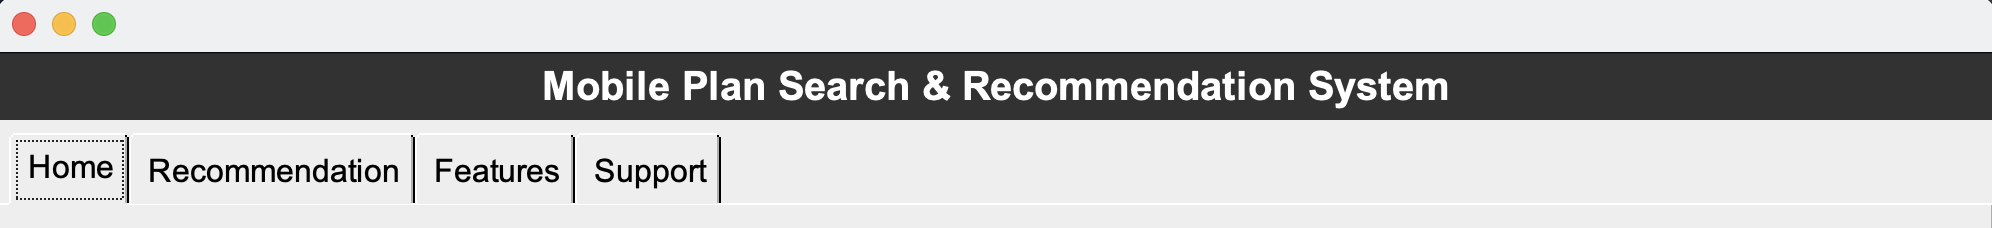 Mobile Plan Search & Recommendation System
Home Recommendation Features Support